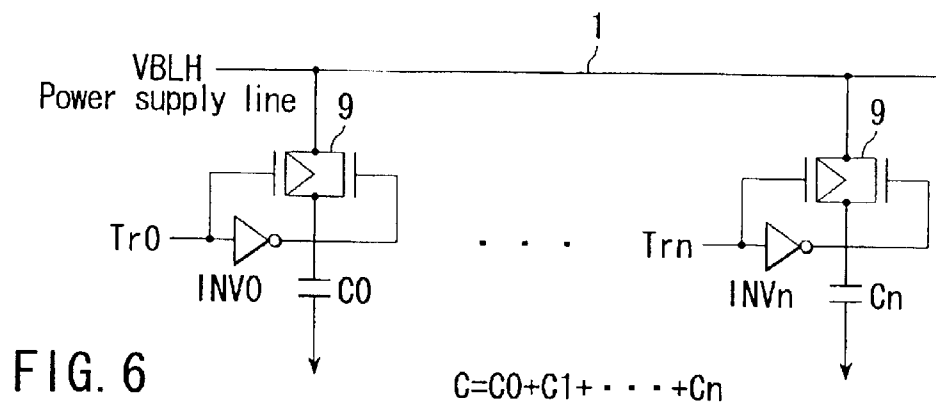 1
VBLH
Power supply line
9
9
Tr0
INV0
C0
· · · ·
Trn
INVn
Cn
FIG. 6
C=C0+C1+ · · · · +Cn